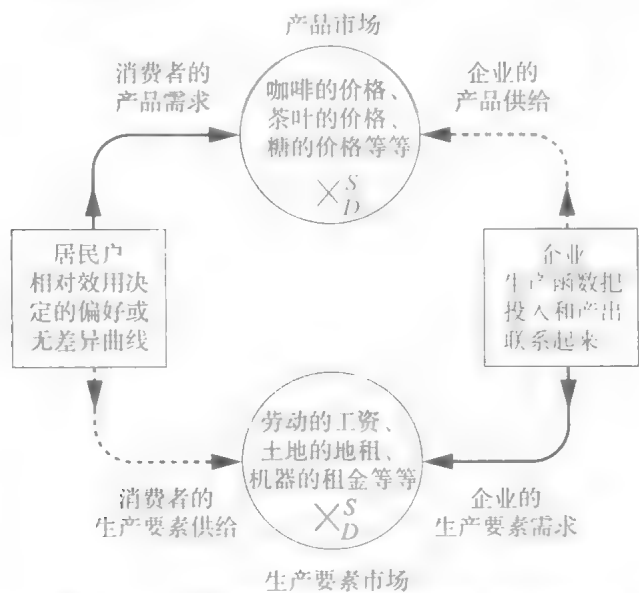 产品市场
消费者的
产品需求
咖啡的价格、
茶叶的价格、
糖的价格等等
S
D
企业的
产品供给
居民户
相对效用决
定的偏好或
无差异曲线
企业
生产函数把
投入和产出
联系起来
劳动的工资、
土地的地租、
机器的租金等等
S
D
消费者的
生产要素供给
企业的
生产要素需求
生产要素市场